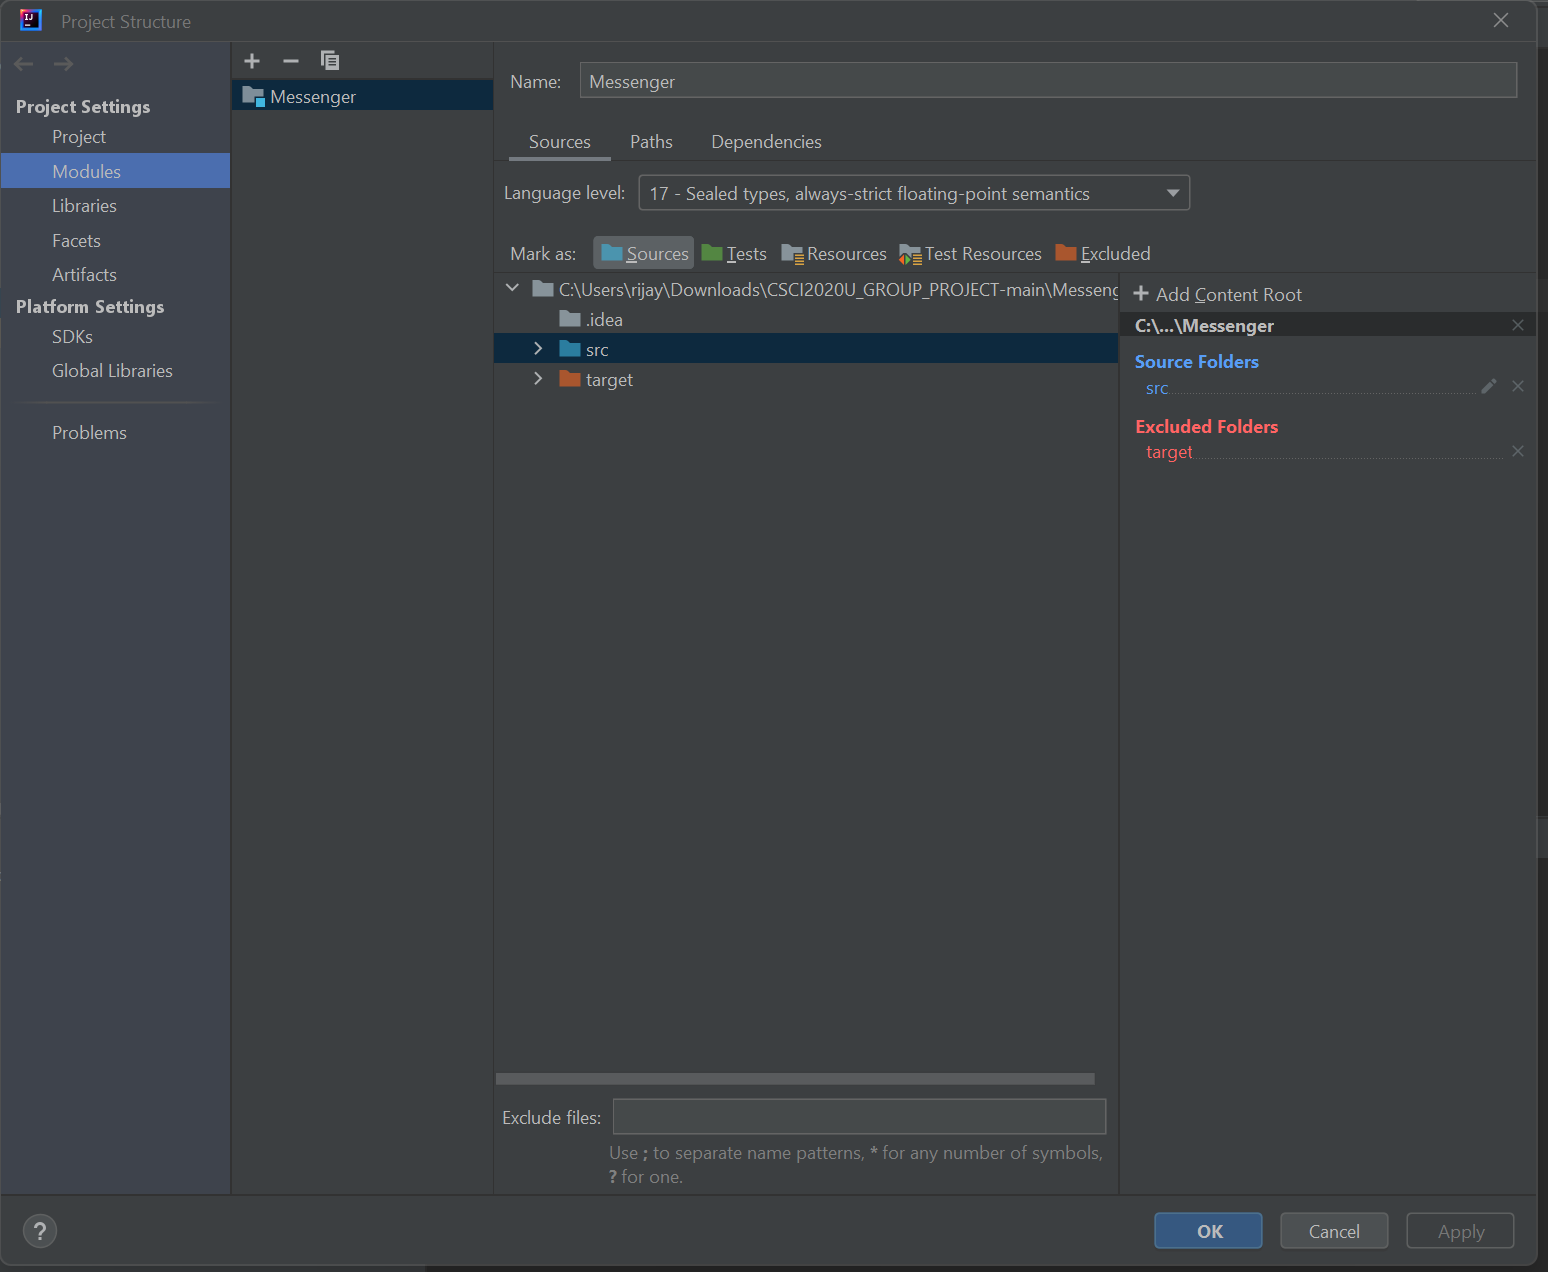 Project Structure
Project Settings
Project
Modules
Libraries
Facets
Artifacts
Platform Settings
SDKs
Global Libraries
Problems
Messenger
Name: Messenger
Sources Paths Dependencies
Language level: 17 - Sealed types, always-strict floating-point semantics
Mark as: Sources Tests Resources Test Resources Excluded
C:\Users\rijay\Downloads\CSCI2020U_GROUP_PROJECT-main\Messeng
.idea
src
target
Exclude files:
Use ; to separate name patterns, * for any number of symbols,
? for one.
+ Add Content Root
C:\...\Messenger
Source Folders
src
Excluded Folders
target
?
OK Cancel Apply